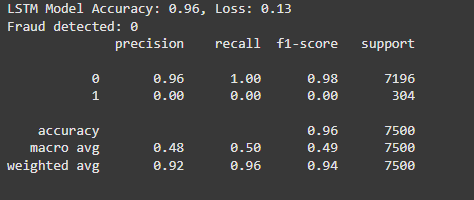 LSTM Model Accuracy: 0.96, Loss: 0.13
Fraud detected: 0
precision recall f1-score support
0 0.96 1.00 0.98 7196
1 0.00 0.00 0.00 304
accuracy 0.96 7500
macro avg 0.48 0.50 0.49 7500
weighted avg 0.92 0.96 0.94 7500